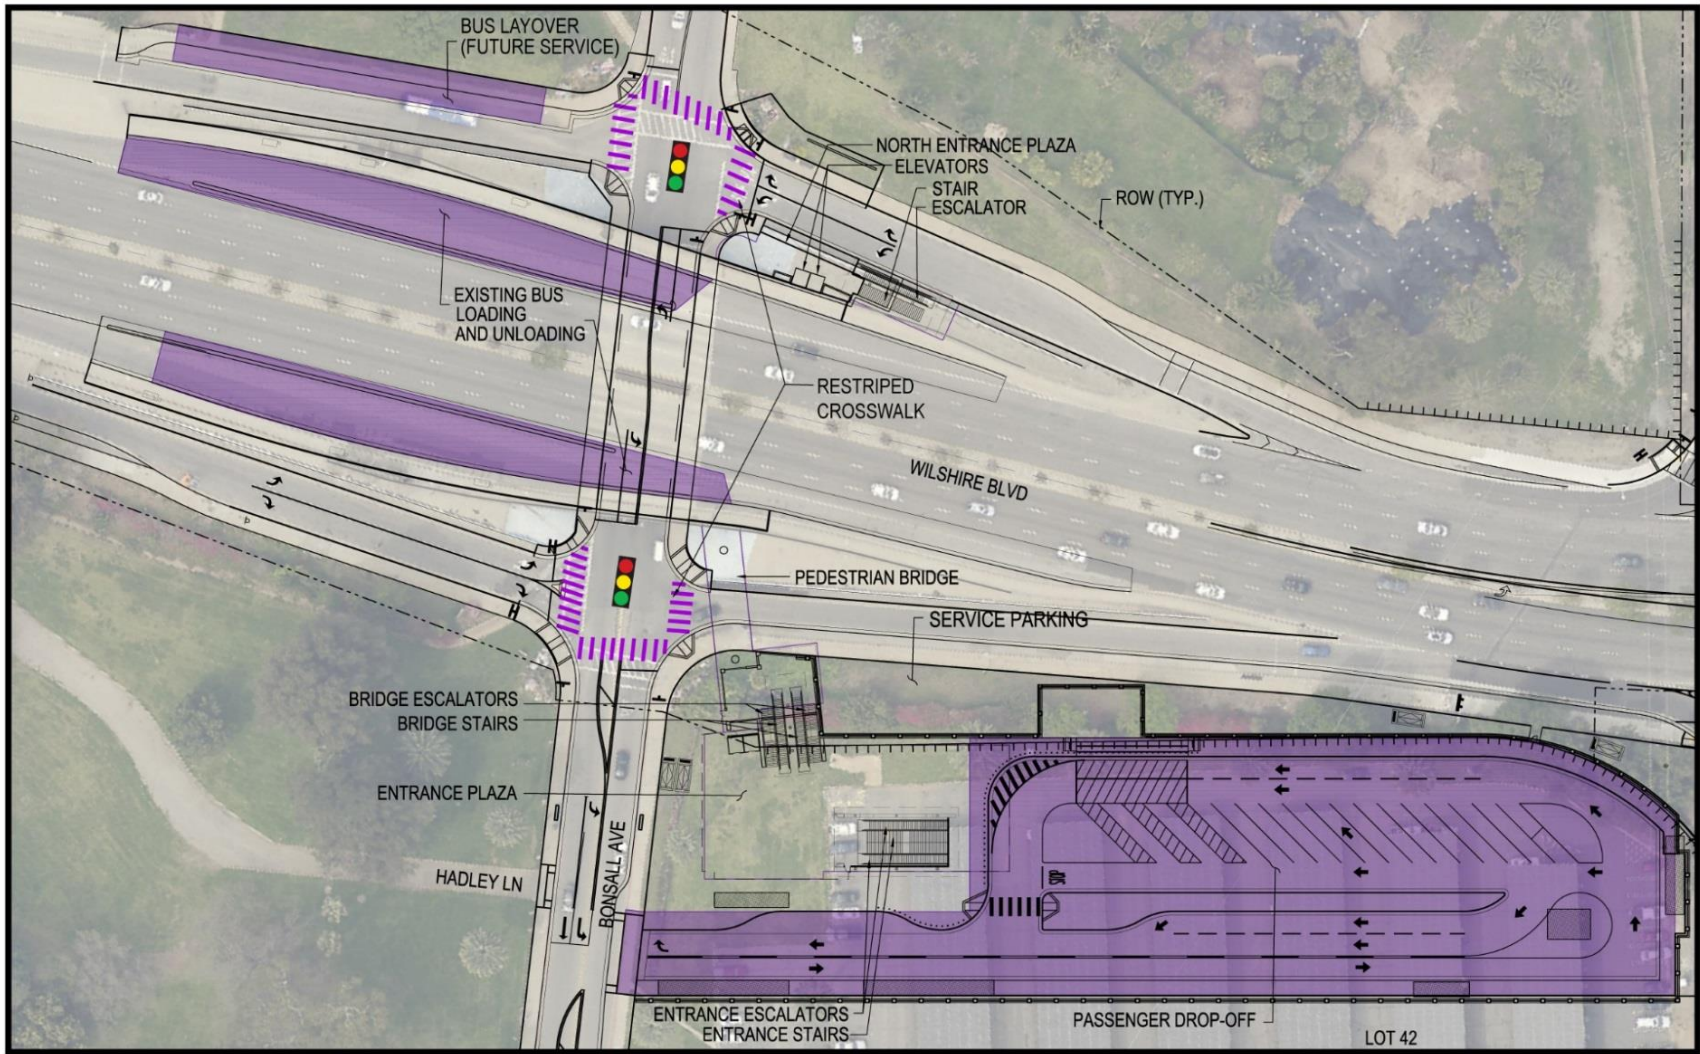 BUS LAYOVER
(FUTURE SERVICE)
NORTH ENTRANCE PLAZA
ELEVATORS
STAIR
ESCALATOR
ROW (TYP.)
EXISTING BUS
LOADING
AND UNLOADING
RESTRIPED
CROSSWALK
WILSHIRE BLVD
PEDESTRIAN BRIDGE
SERVICE PARKING
BRIDGE ESCALATORS
BRIDGE STAIRS
ENTRANCE PLAZA
HADLEY LN
BONSALL AVE
STOP
ENTRANCE ESCALATORS
ENTRANCE STAIRS
PASSENGER DROP-OFF
LOT 42